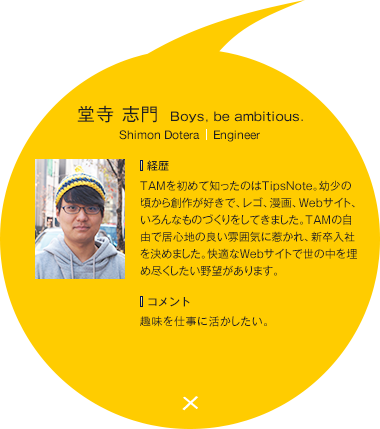 堂寺 志門 Boys, be ambitious.
Shimon Dotera | Engineer
経歴
TAMを初めて知ったのはTipsNote。幼少の
頃から創作が好きで、レゴ、漫画、Webサイト、
いろんなものづくりをしてきました。TAMの自
由で居心地の良い雰囲気に惹かれ、新卒入社
を決めました。快適なWebサイトで世の中を埋
め尽くしたい野望があります。
コメント
趣味を仕事に活かしたい。